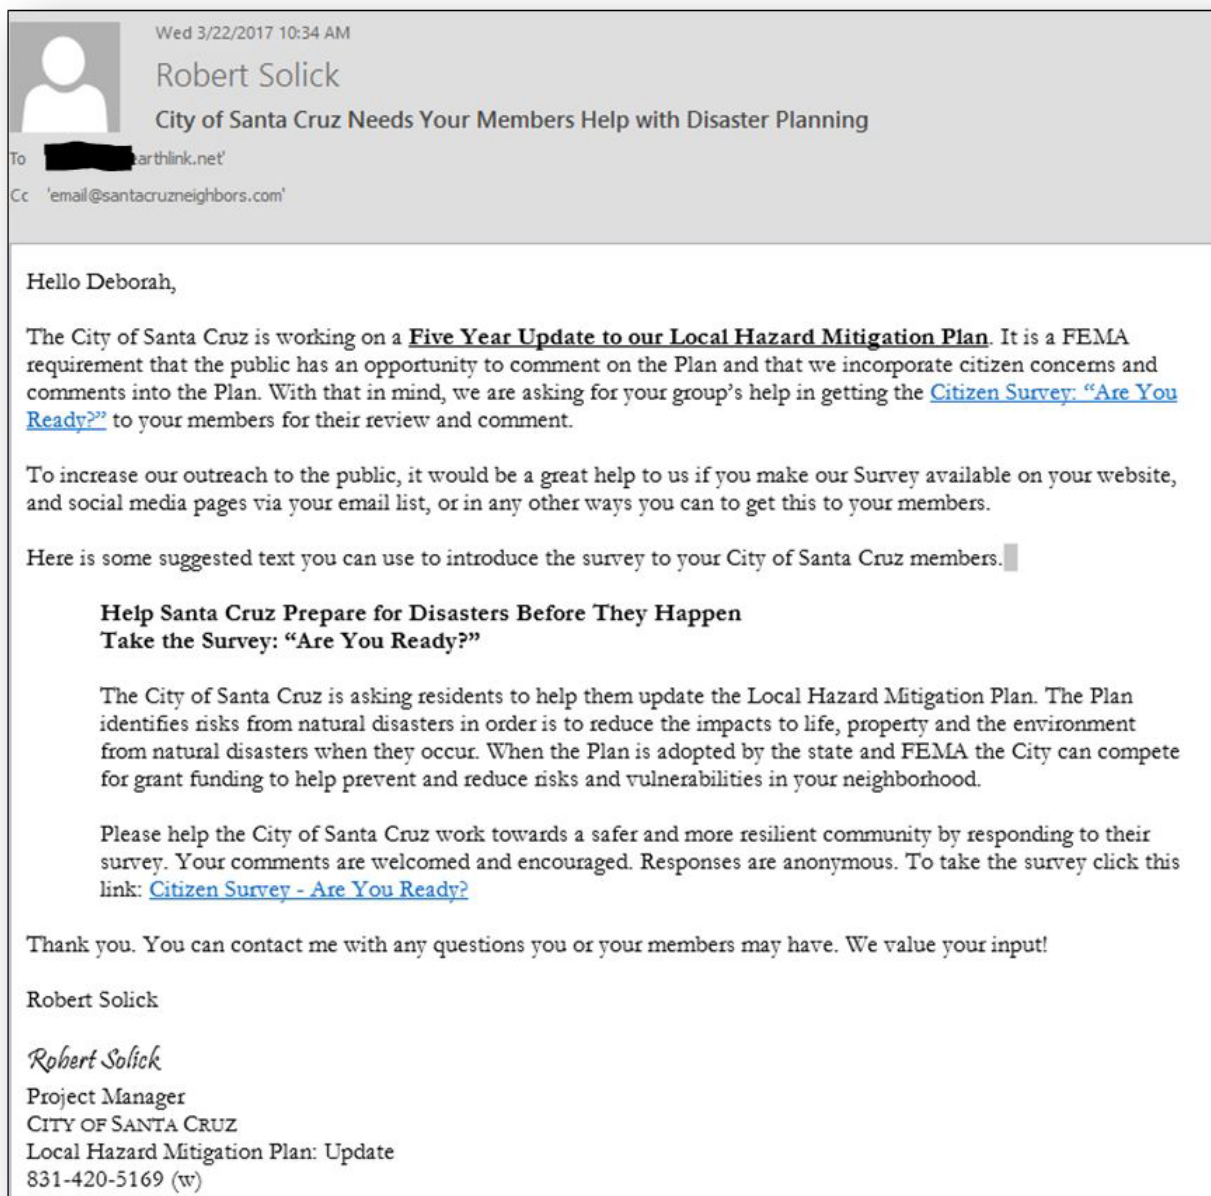 Wed 3/22/2017 10:34 AM
Robert Solick
City of Santa Cruz Needs Your Members Help with Disaster Planning
To arthlink.net'
Cc 'email@santacruzneighbors.com'
Hello Deborah,
The City of Santa Cruz is working on a Five Year Update to our Local Hazard Mitigation Plan. It is a FEMA
requirement that the public has an opportunity to comment on the Plan and that we incorporate citizen concerns and
comments into the Plan. With that in mind, we are asking for your group's help in getting the Citizen Survey: “Are You
Ready?” to your members for their review and comment.
To increase our outreach to the public, it would be a great help to us if you make our Survey available on your website,
and social media pages via your email list, or in any other ways you can to get this to your members.
Here is some suggested text you can use to introduce the survey to your City of Santa Cruz members.
Help Santa Cruz Prepare for Disasters Before They Happen
Take the Survey: “Are You Ready?”
The City of Santa Cruz is asking residents to help them update the Local Hazard Mitigation Plan. The Plan
identifies risks from natural disasters in order is to reduce the impacts to life, property and the environment
from natural disasters when they occur. When the Plan is adopted by the state and FEMA the City can compete
for grant funding to help prevent and reduce risks and vulnerabilities in your neighborhood.
Please help the City of Santa Cruz work towards a safer and more resilient community by responding to their
survey. Your comments are welcomed and encouraged. Responses are anonymous. To take the survey click this
link: Citizen Survey - Are You Ready?
Thank you. You can contact me with any questions you or your members may have. We value your input!
Robert Solick
Robert Solick
Project Manager
CITY OF SANTA CRUZ
Local Hazard Mitigation Plan: Update
831-420-5169 (w)